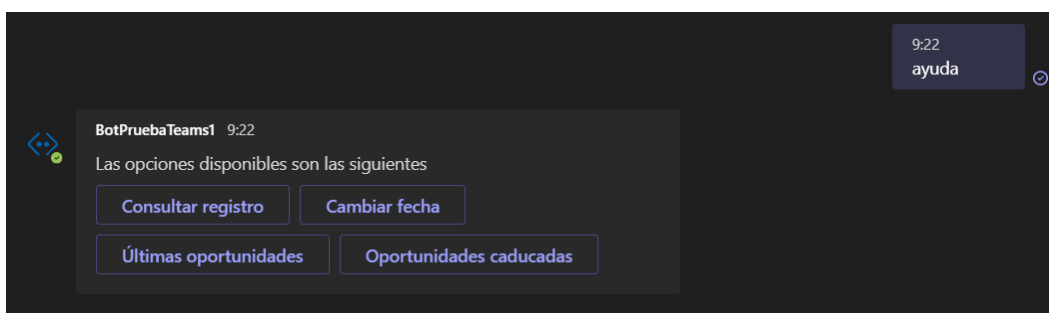 9:22
ayuda
BotPruebaTeams1 9:22
Las opciones disponibles son las siguientes
Consultar registro Cambiar fecha
Últimas oportunidades Oportunidades caducadas